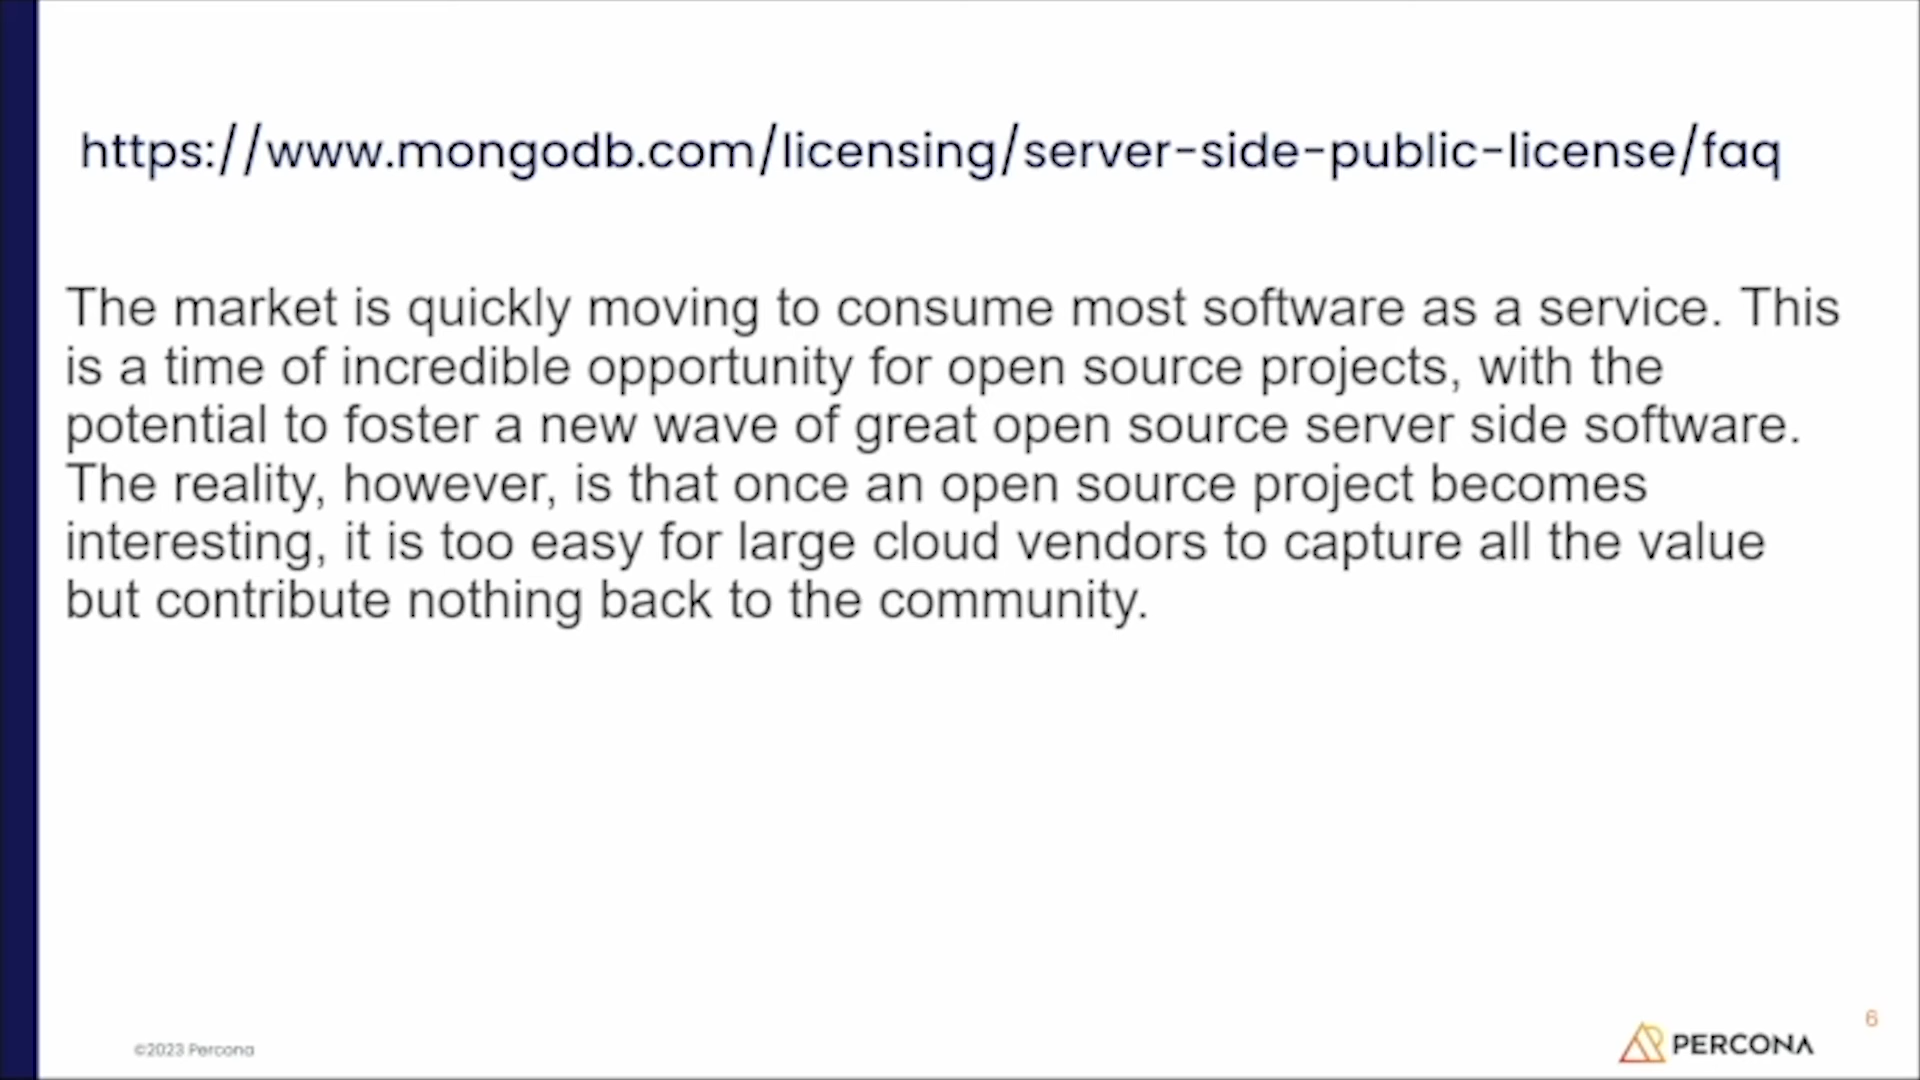 https://www.mongodb.com/licensing/server-side-public-license/faq
The market is quickly moving to consume most software as a service. This
is a time of incredible opportunity for open source projects, with the
potential to foster a new wave of great open source server side software.
The reality, however, is that once an open source project becomes
interesting, it is too easy for large cloud vendors to capture all the value
but contribute nothing back to the community.
©2023 Percona
PERCONA
6